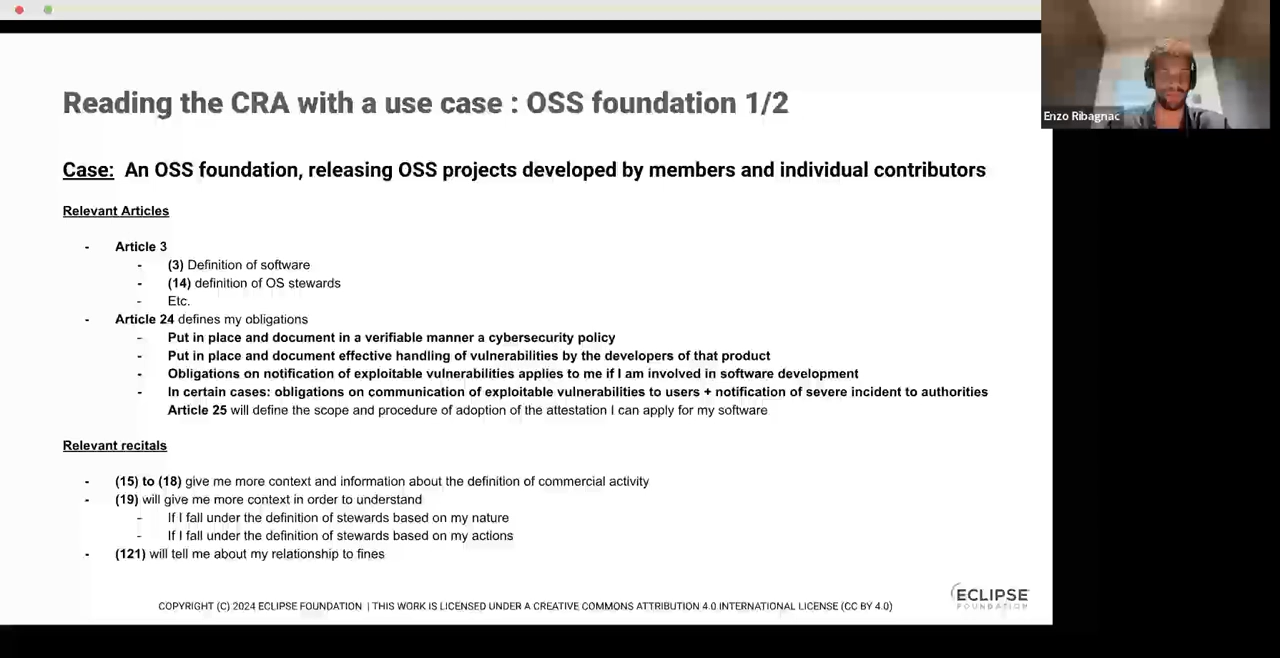 Reading the CRA with a use case : OSS foundation 1/2
Enzo Ribagnac
Case: An OSS foundation, releasing OSS projects developed by members and individual contributors
Relevant Articles
- Article 3
- (3) Definition of software
- (14) definition of OS stewards
- Etc.
- Article 24 defines my obligations
- Put in place and document in a verifiable manner a cybersecurity policy
- Put in place and document effective handling of vulnerabilities by the developers of that product
- Obligations on notification of exploitable vulnerabilities applies to me if I am involved in software development
- In certain cases: obligations on communication of exploitable vulnerabilities to users + notification of severe incident to authorities
Article 25 will define the scope and procedure of adoption of the attestation I can apply for my software
Relevant recitals
- (15) to (18) give me more context and information about the definition of commercial activity
- (19) will give me more context in order to understand
- If I fall under the definition of stewards based on my nature
- If I fall under the definition of stewards based on my actions
- (121) will tell me about my relationship to fines
COPYRIGHT (C) 2024 ECLIPSE FOUNDATION | THIS WORK IS LICENSED UNDER A CREATIVE COMMONS ATTRIBUTION 4.0 INTERNATIONAL LICENSE (CC BY 4.0)
ECLIPSE
FOUNDATION